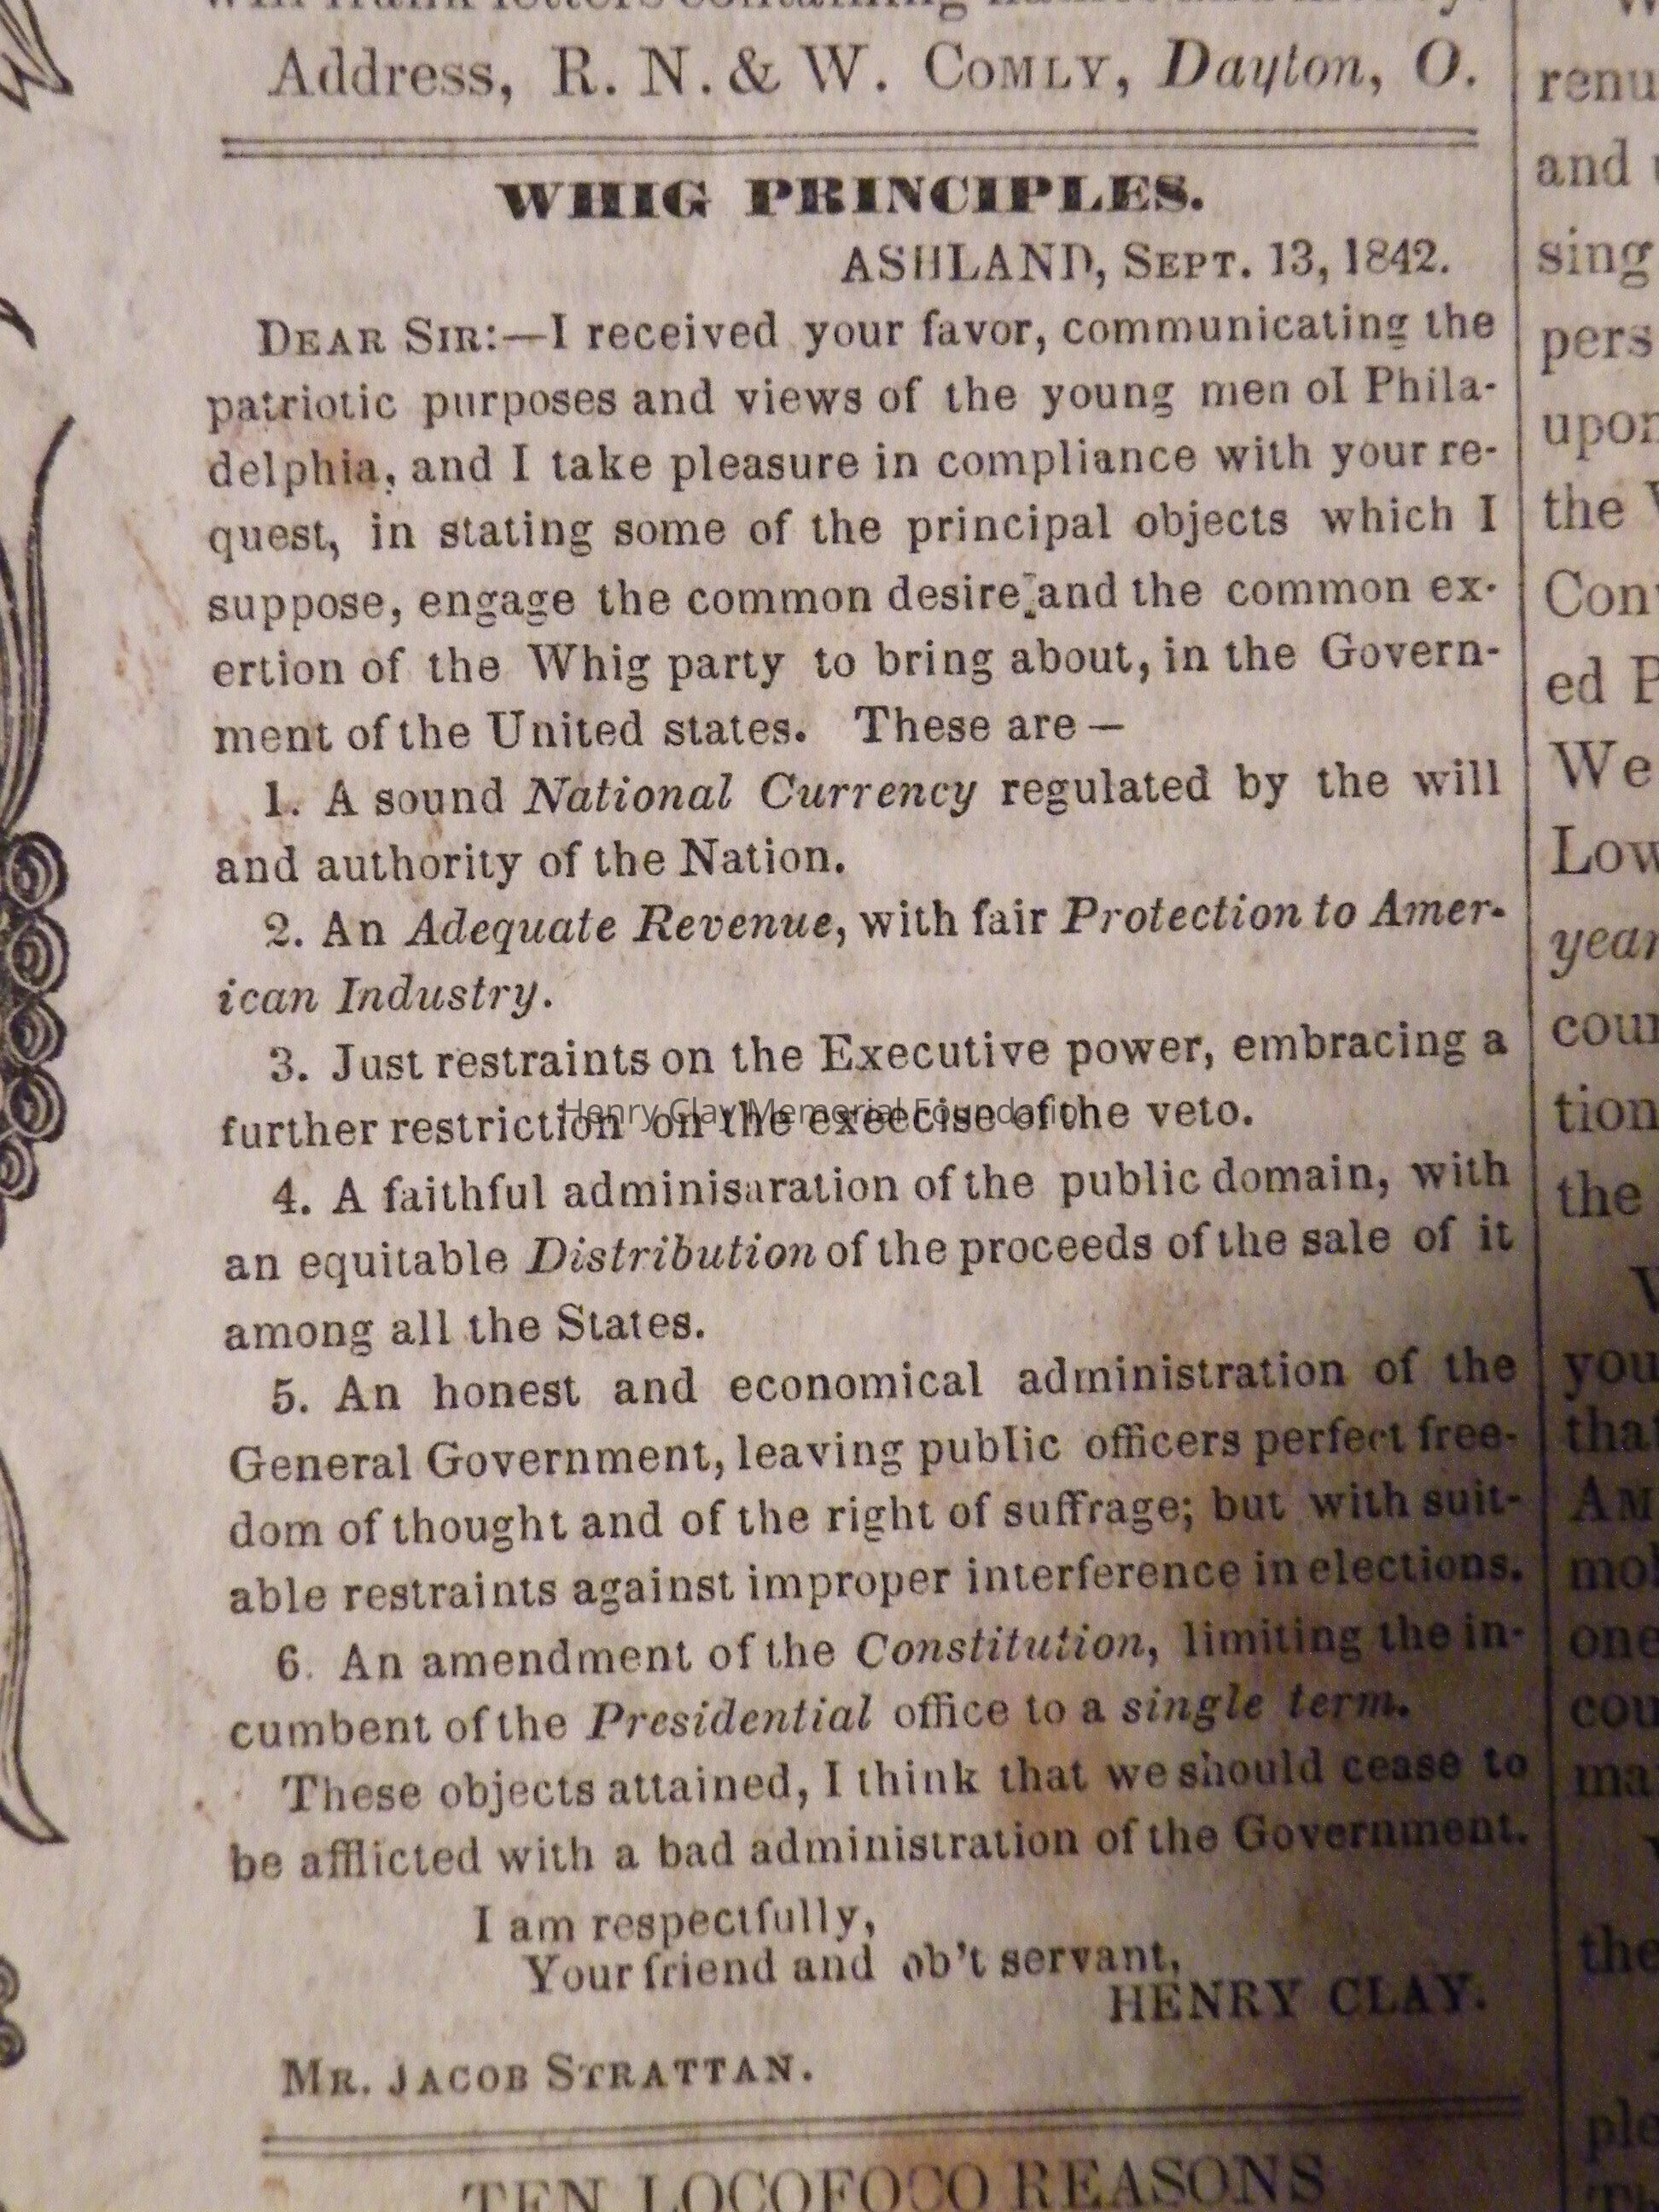 Address, R. N. & W. COMLY, Dayton, O.
WHIG PRINCIPLES.
ASHLAND, SEPT. 13, 1842.
DEAR SIR:—I received your favor, communicating the
patriotic purposes and views of the young men of Phila-
delphia, and I take pleasure in compliance with your re-
quest, in stating some of the principal objects which I
suppose, engage the common desire and the common ex-
ertion of the Whig party to bring about, in the Govern-
ment of the United states. These are—
1. A sound National Currency regulated by the will
and authority of the Nation.
2. An Adequate Revenue, with fair Protection to Amer-
ican Industry.
3. Just restraints on the Executive power, embracing a
further restriction on the exeecise of the veto.
Henry Clay Memorial Foundation
4. A faithful adminisaration of the public domain, with
an equitable Distribution of the proceeds of the sale of it
among all the States.
5. An honest and economical administration of the
General Government, leaving public officers perfect free-
dom of thought and of the right of suffrage; but with suit-
able restraints against improper interference in elections.
6. An amendment of the Constitution, limiting the in-
cumbent of the Presidential office to a single term.
These objects attained, I think that we should cease to
be afflicted with a bad administration of the Government.
I am respectfully,
Your friend and ob't servant,
HENRY CLAY.
MR. JACOB STRATTAN.
TEN LOCOFOCO REASONS
renu
and
sing
pers
upon
the
Con
ed P
We
Low
year
cour
tion
the
you
that
AM
mo
one
cou
ma
the
ple